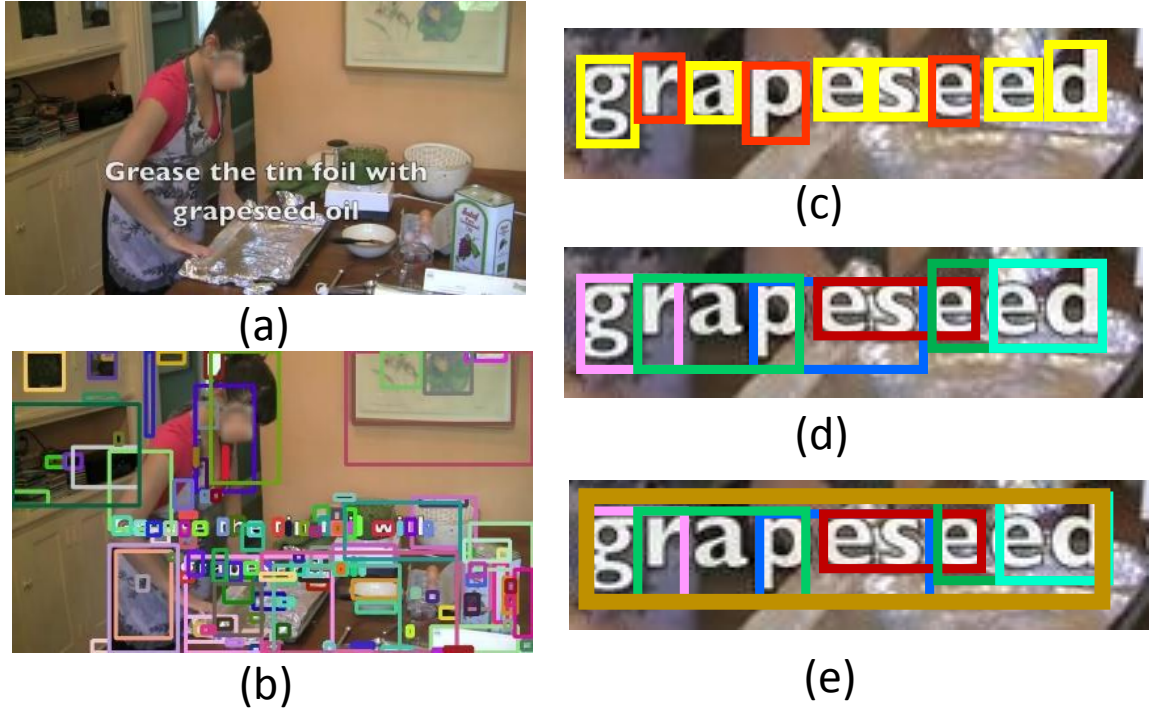 Grease the tin foil with
grapeseed oil
(a)
(b)
grapeseed
(c)
grapeseed
(d)
grapeseed
(e)